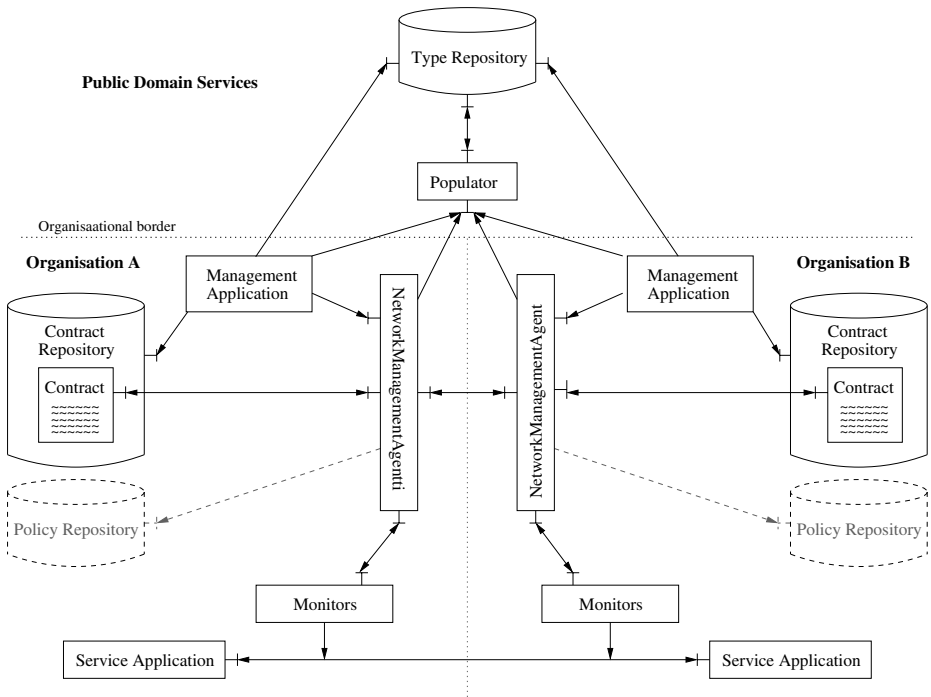 Type Repository
Public Domain Services
Populator
Organisaational border
Organisation A
Management
Application
Management
Application
Organisation B
Contract
Repository
Contract
~~~~~~
~~~~~~
~~~~~~
~~~~~~
~~~~~~
NetworkManagementAgentti
NetworkManagementAgent
Contract
Repository
Contract
~~~~~~
~~~~~~
~~~~~~
~~~~~~
~~~~~~
Policy Repository
Policy Repository
Monitors
Monitors
Service Application
Service Application